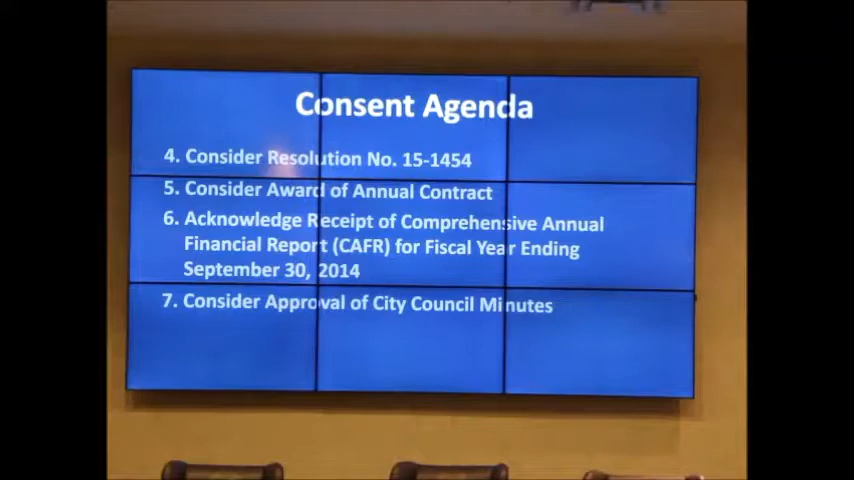 Consent Agenda
4. Consider Resolution No. 15-1454
5. Consider Award of Annual Contract
6. Acknowledge Receipt of Comprehensive Annual
Financial Report (CAFR) for Fiscal Year Ending
September 30, 2014
7. Consider Approval of City Council Minutes